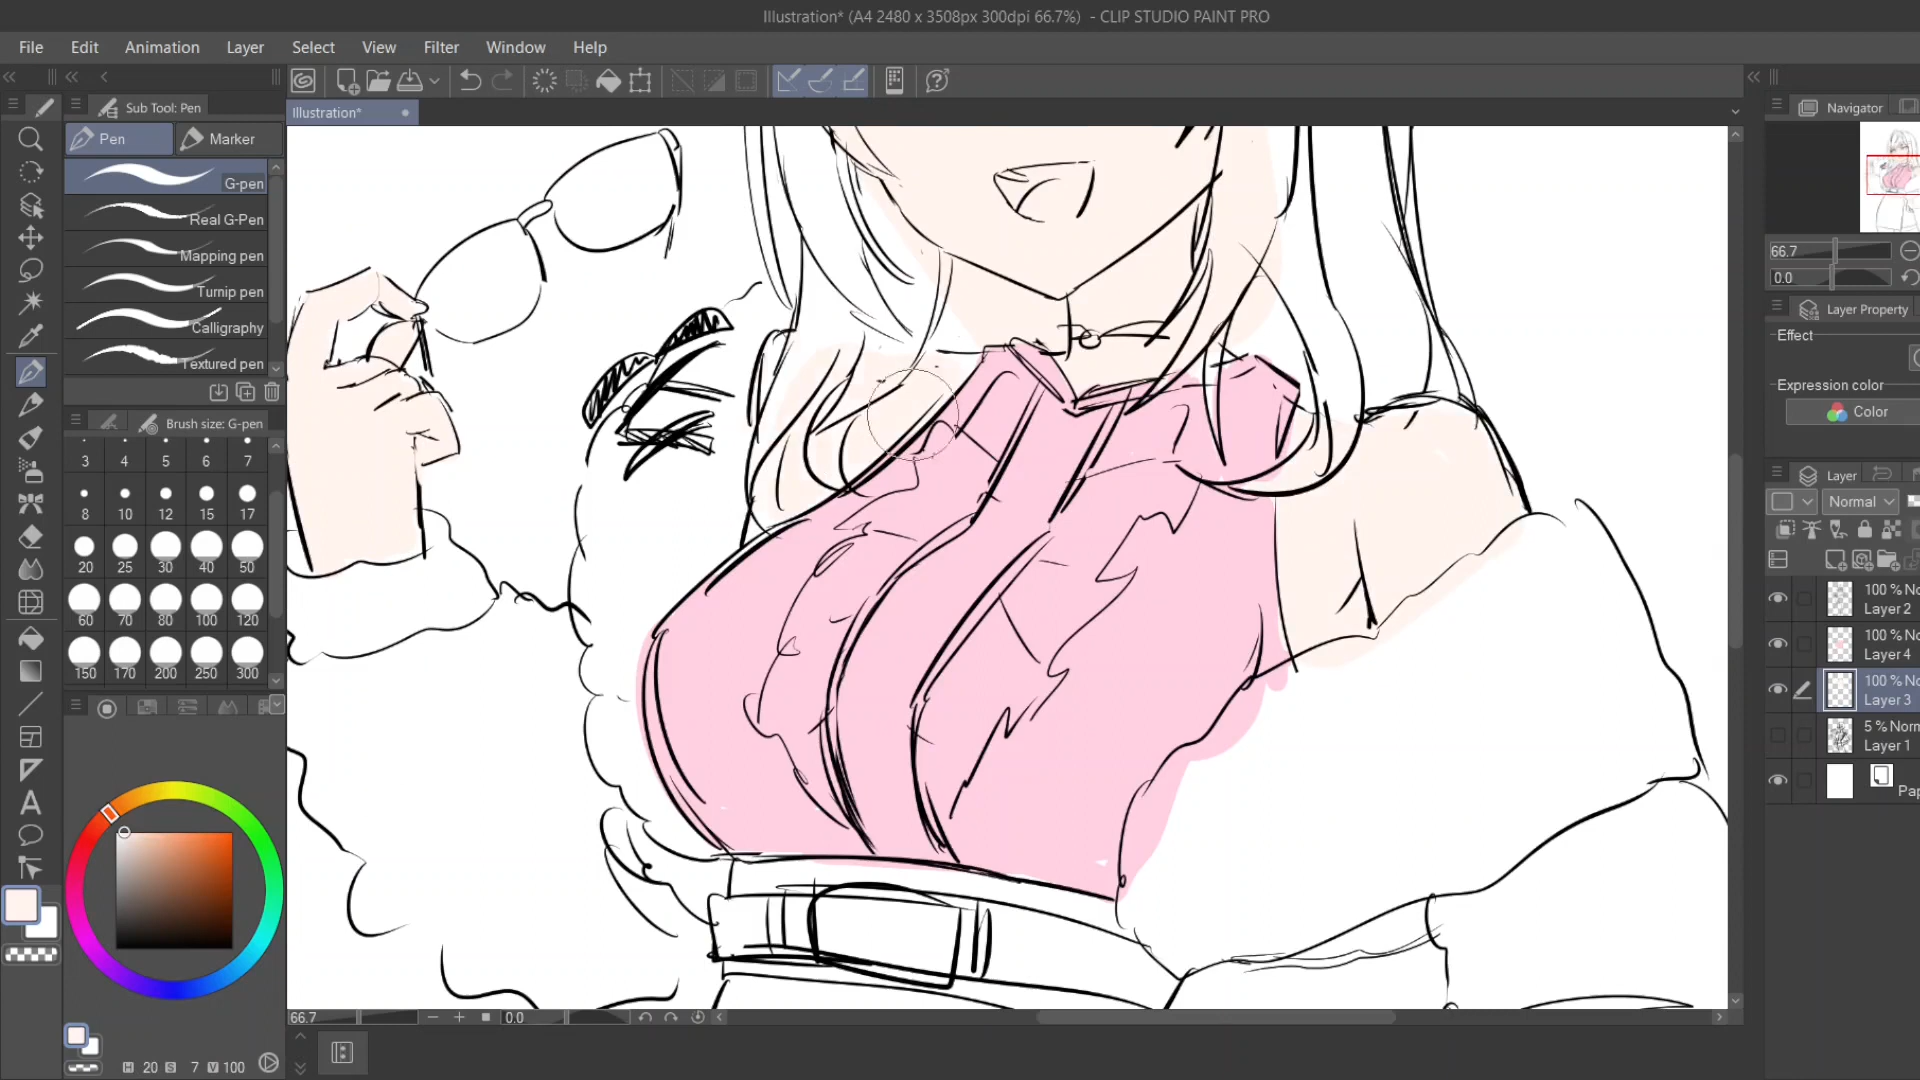 Illustration* (A4 2480 x 3508px 300dpi 66.7%) - CLIP STUDIO PAINT PRO
File Edit Animation Layer Select View Filter Window Help
Sub Tool: Pen
Illustration*
Navigator
Pen Marker
G-pen
Real G-Pen
Mapping pen
Turnip pen
Calligraphy
Textured pen
Brush size: G-pen
3 4 5 6 7
8 10 12 15 17
20 25 30 40 50
60 70 80 100 120
150 170 200 250 300
H 20 S 7 V 100
66.7 0.0
66.7
0.0
Layer Property
Effect
Expression color
Color
Layer
Normal
100 % No
Layer 2
100 % No
Layer 4
100 % No
Layer 3
5 % Norm
Layer 1
Pap